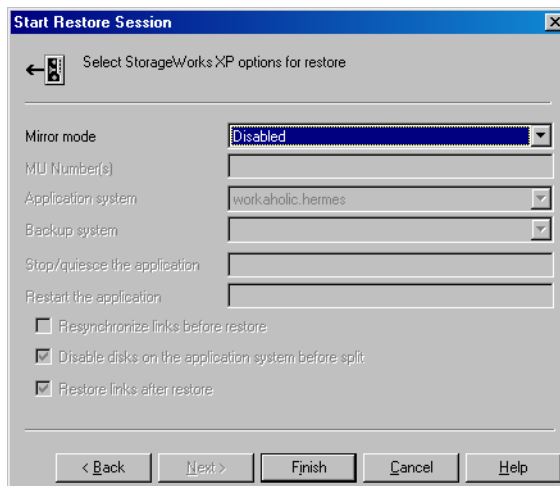 Start Restore Session
Select StorageWorks XP options for restore
Mirror mode Disabled
MU Number(s)
Application system workaholic.hermes
Backup system
Stop/quiesce the application
Restart the application
Resynchronize links before restore
Disable disks on the application system before split
Restore links after restore
< Back Next > Finish Cancel Help